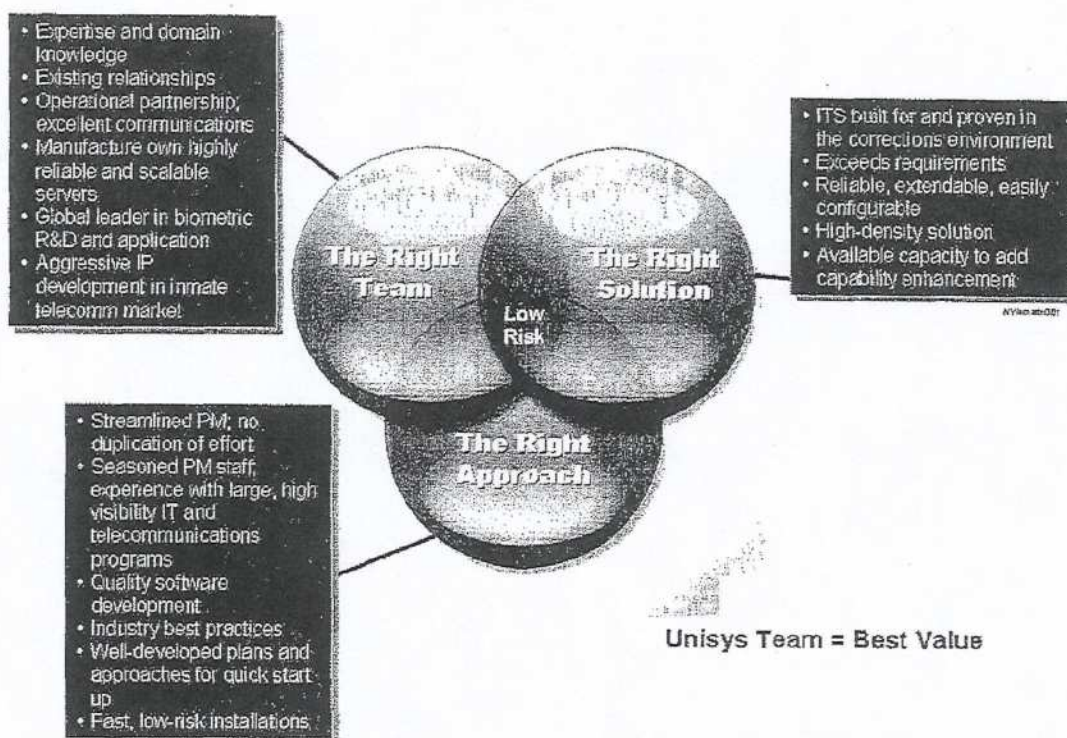 • Expertise and domain
knowledge
• Existing relationships
• Operational partnership;
excellent communications
• Manufacture own highly
reliable and scalable
servers
• Global leader in biometric
R&D and application
• Aggressive IP
development in inmate
telecomm market
• ITS built for and proven in
the corrections environment
• Exceeds requirements
• Reliable, extendable, easily
configurable
• High-density solution
• Available capacity to add
capability enhancement
The Right
Team
The Right
Solution
Low
Risk
The Right
Approach
• Streamlined PM; no
duplication of effort
• Seasoned PM staff;
experience with large, high
visibility IT and
telecommunications
programs
• Quality software
development
• Industry best practices
• Well-developed plans and
approaches for quick start
up
• Fast, low-risk installations
Unisys Team = Best Value